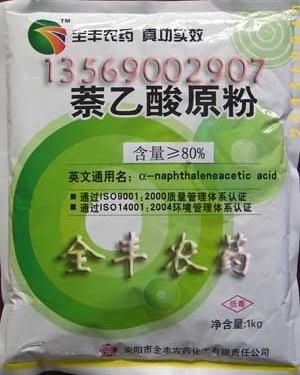 全丰农药 真功实效
13569002907
萘乙酸原粉
含量≥80%
英文通用名：α-naphthaleneacetic acid
■ 通过ISO9001:2000质量管理体系认证
■ 通过ISO14001:2004环境管理体系认证
全丰农药
低毒
净含量:1kg
安阳市全丰农药化工有限责任公司